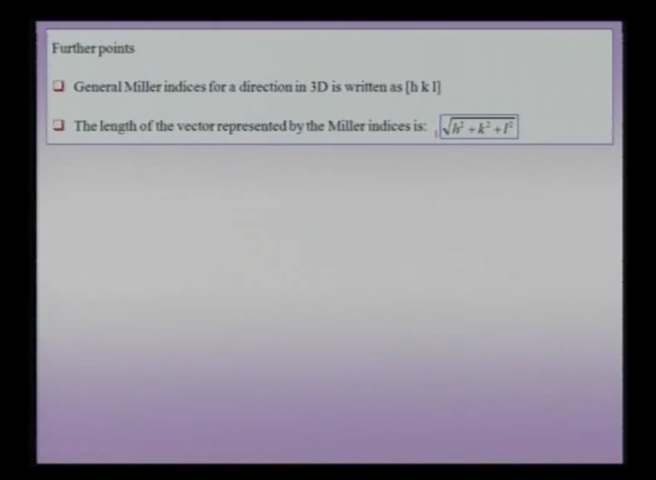 Further points
❑ General Miller indices for a direction in 3D is written as [h k l]
❑ The length of the vector represented by the Miller indices is: √h² + k² + l²